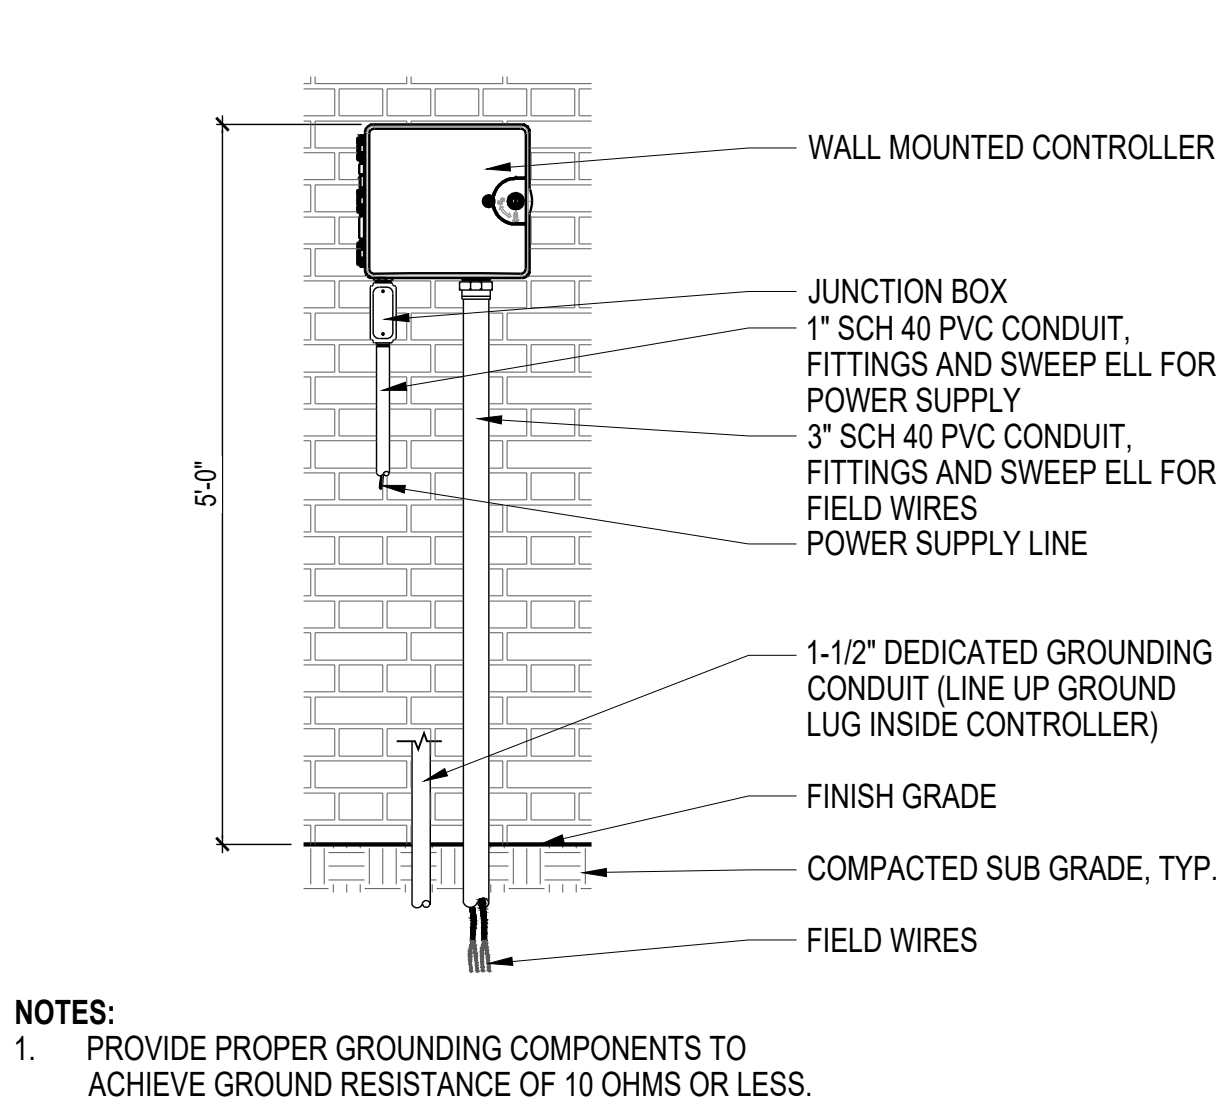 WALL MOUNTED CONTROLLER
JUNCTION BOX
1" SCH 40 PVC CONDUIT,
FITTINGS AND SWEEP ELL FOR
POWER SUPPLY
3" SCH 40 PVC CONDUIT,
FITTINGS AND SWEEP ELL FOR
FIELD WIRES
POWER SUPPLY LINE
5'-0"
1-1/2" DEDICATED GROUNDING
CONDUIT (LINE UP GROUND
LUG INSIDE CONTROLLER)
FINISH GRADE
COMPACTED SUB GRADE, TYP.
FIELD WIRES
NOTES:
1. PROVIDE PROPER GROUNDING COMPONENTS TO
ACHIEVE GROUND RESISTANCE OF 10 OHMS OR LESS.